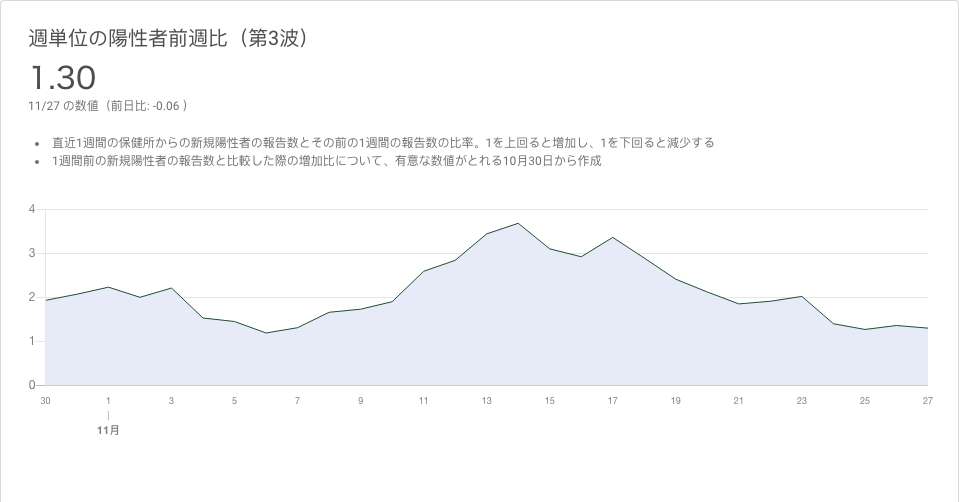 週単位の陽性者前週比（第3波）
1.30
11/27 の数値（前日比: -0.06 ）
• 直近1週間の保健所からの新規陽性者の報告数とその前の1週間の報告数の比率。1を上回ると増加し、1を下回ると減少する
• 1週間前の新規陽性者の報告数と比較した際の増加比について、有意な数値がとれる10月30日から作成
4
3
2
1
0
30 1 3 5 7 9 11 13 15 17 19 21 23 25 27
11月